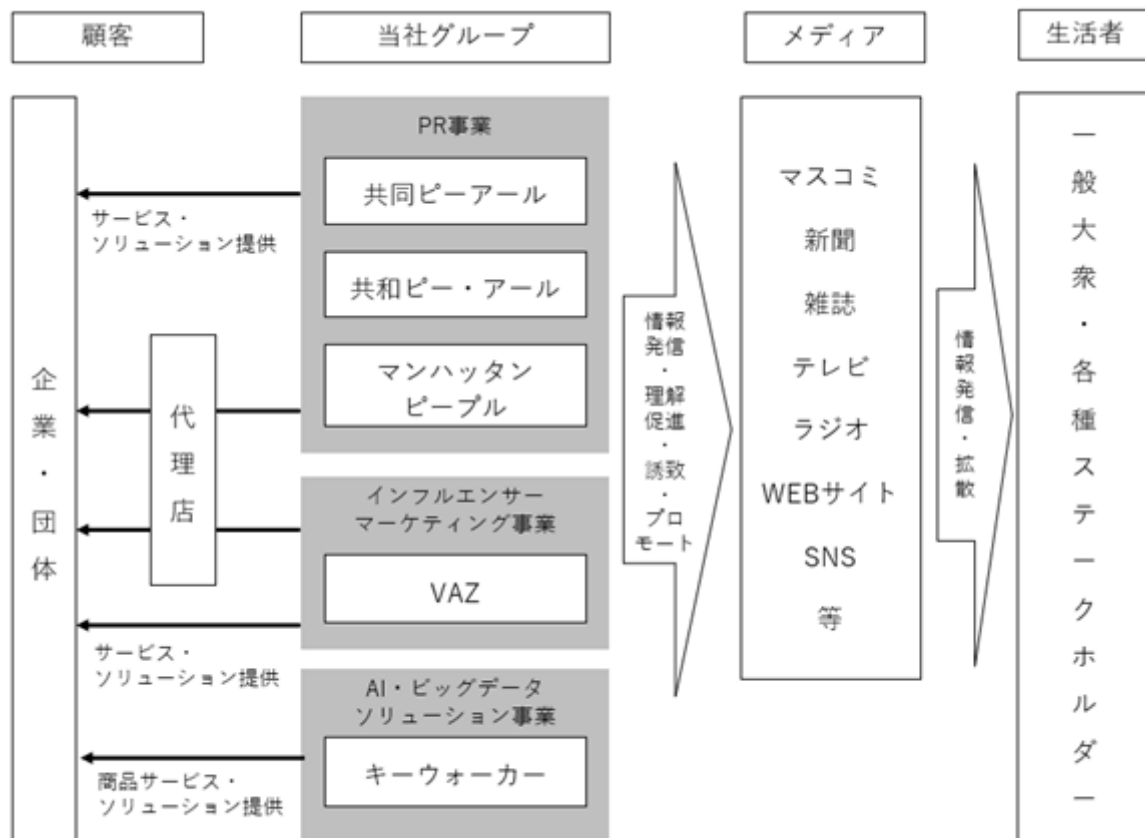 顧客
当社グループ
メディア
生活者
企業・団体
サービス・
ソリューション提供
代理店
サービス・
ソリューション提供
商品サービス・
ソリューション提供
PR事業
共同ピーアール
共和ピー・アール
マンハッタン
ピープル
インフルエンサー
マーケティング事業
VAZ
AI・ビッグデータ
ソリューション事業
キーウォーカー
情報
発信
・
理解
促進
・
誘致
・
プロ
モート
マスコミ
新聞
雑誌
テレビ
ラジオ
WEBサイト
SNS
等
情報発信・拡散
一般大衆・各種ステークホルダー